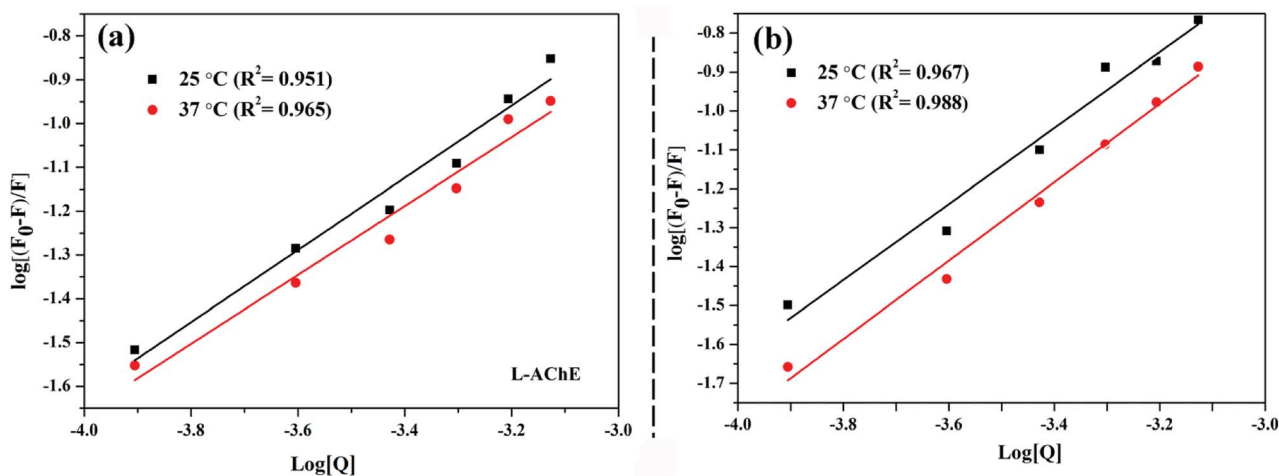 (a)
25 °C (R²= 0.951)
37 °C (R²= 0.965)
L-AChE
log[(F₀-F)/F]
-0.8
-0.9
-1.0
-1.1
-1.2
-1.3
-1.4
-1.5
-1.6
-4.0 -3.8 -3.6 -3.4 -3.2 -3.0
Log[Q]
(b)
25 °C (R²= 0.967)
37 °C (R²= 0.988)
log[(F₀-F)/F]
-0.8
-0.9
-1.0
-1.1
-1.2
-1.3
-1.4
-1.5
-1.6
-1.7
-4.0 -3.8 -3.6 -3.4 -3.2 -3.0
Log[Q]